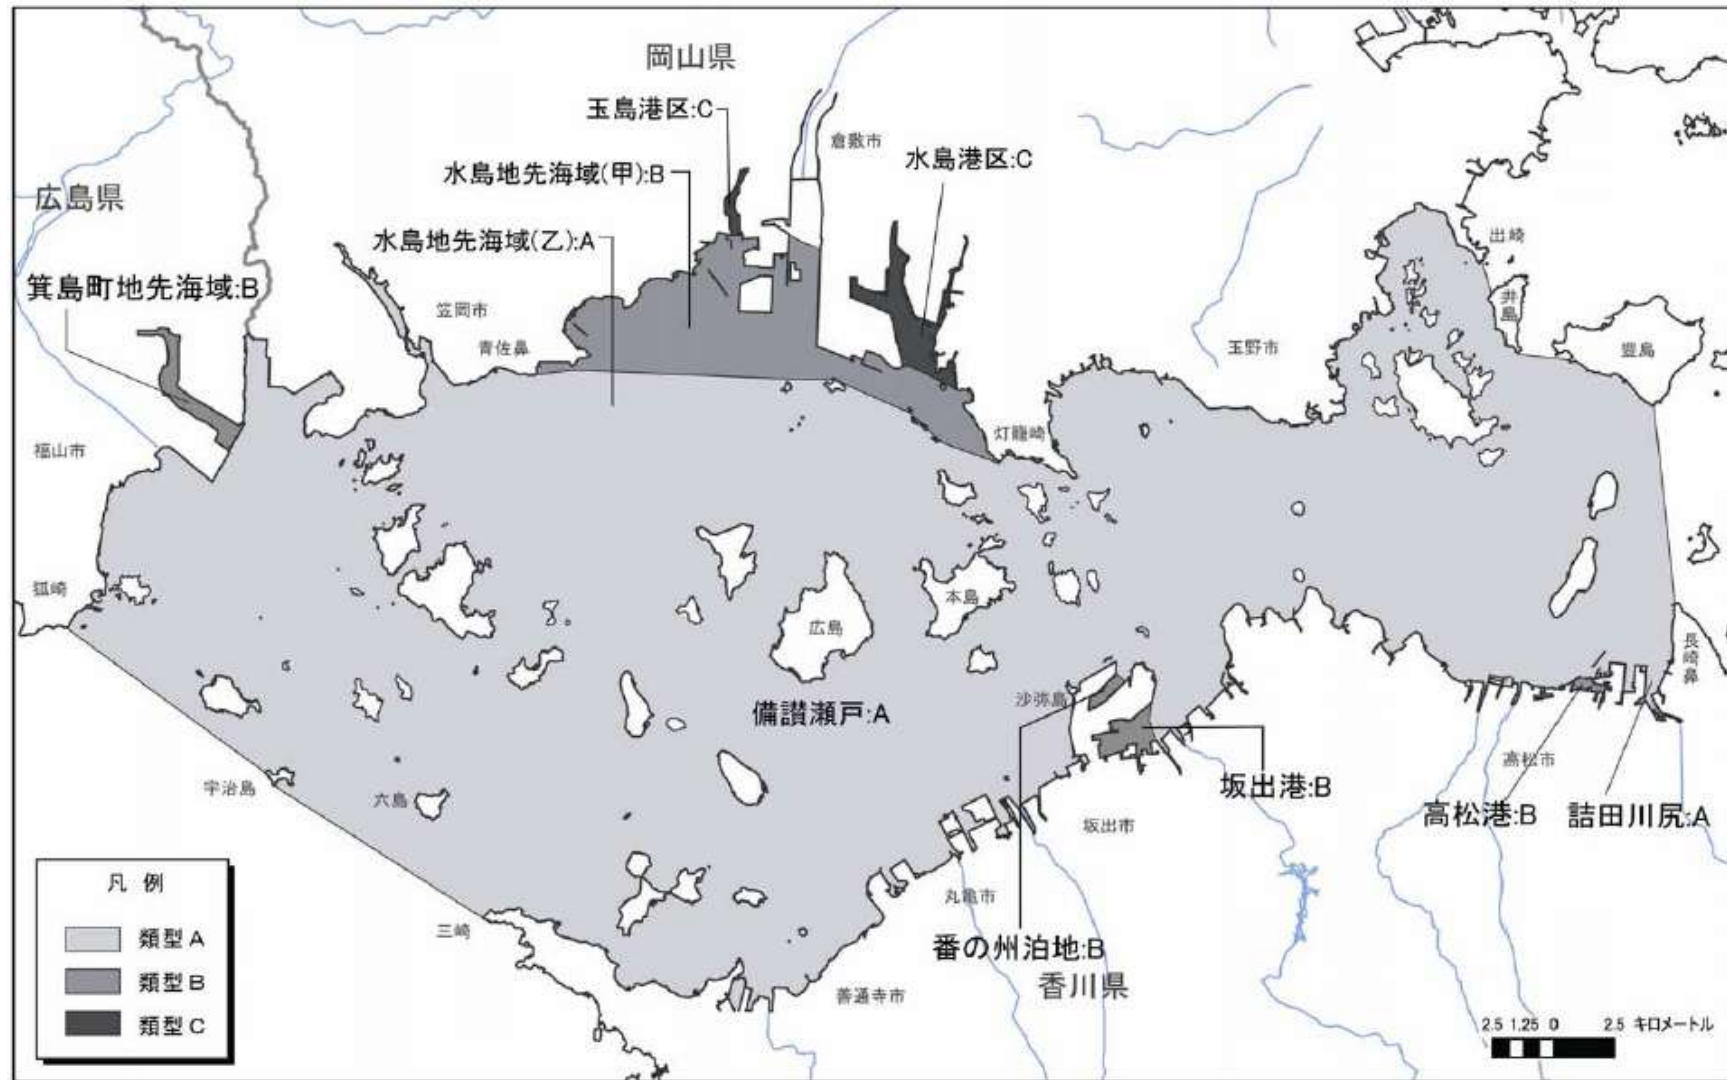 岡山県
玉島港区:C
倉敷市
水島港区:C
水島地先海域(甲):B
広島県
水島地先海域(乙):A
出崎
箕島町地先海域:B
井島
笠岡市
青佐鼻
玉野市
豊島
福山市
灯籠崎
狐崎
本島
広島
長崎鼻
沙弥島
備讃瀬戸:A
高松市
宇治島
六島
坂出港:B
高松港:B
詰田川尻:A
坂出市
凡 例
丸亀市
類型A
三崎
番の州泊地:B
類型B
香川県
善通寺市
類型C
2.5 1.25 0 2.5 キロメートル